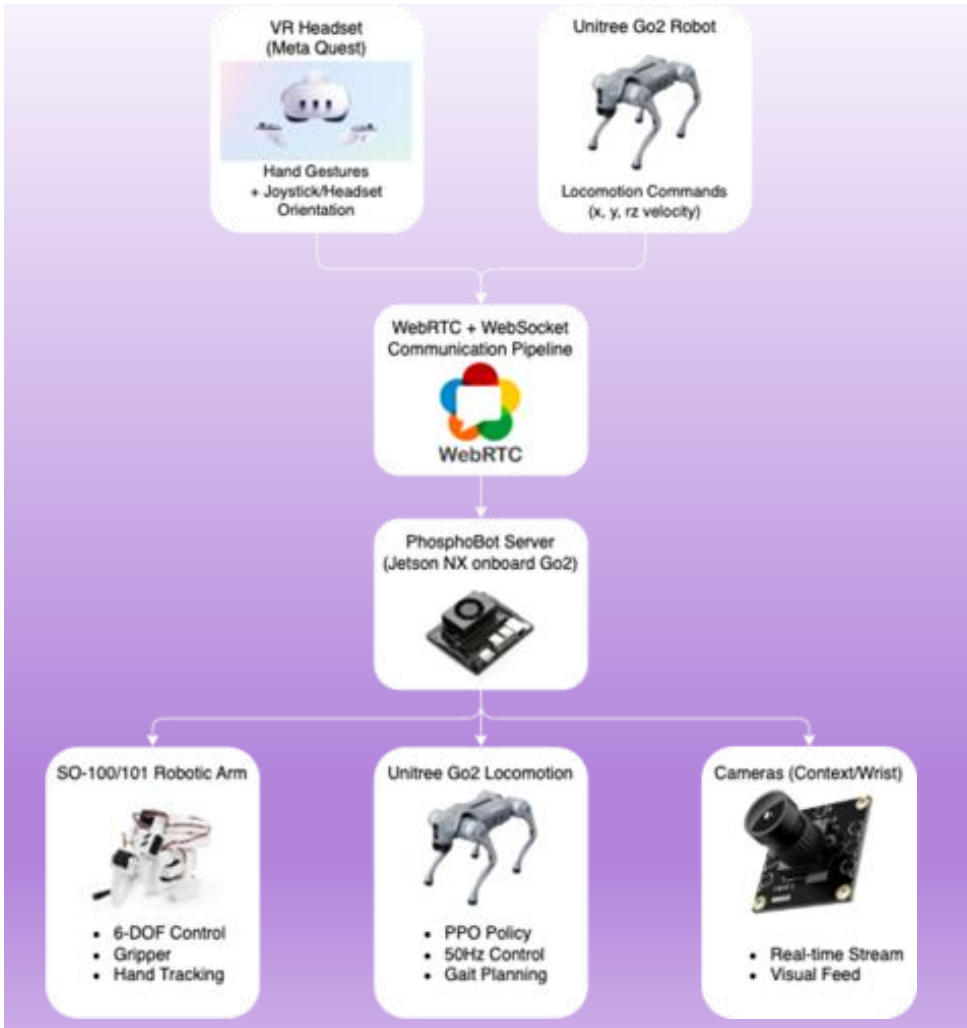 VR Headset
(Meta Quest)
Hand Gestures
+ Joystick/Headset
Orientation
Unitree Go2 Robot
Locomotion Commands
(x, y, rz velocity)
WebRTC + WebSocket
Communication Pipeline
WebRTC
PhosphoBot Server
(Jetson NX onboard Go2)
SO-100/101 Robotic Arm
• 6-DOF Control
• Gripper
• Hand Tracking
Unitree Go2 Locomotion
• PPO Policy
• 50Hz Control
• Gait Planning
Cameras (Context/Wrist)
• Real-time Stream
• Visual Feed